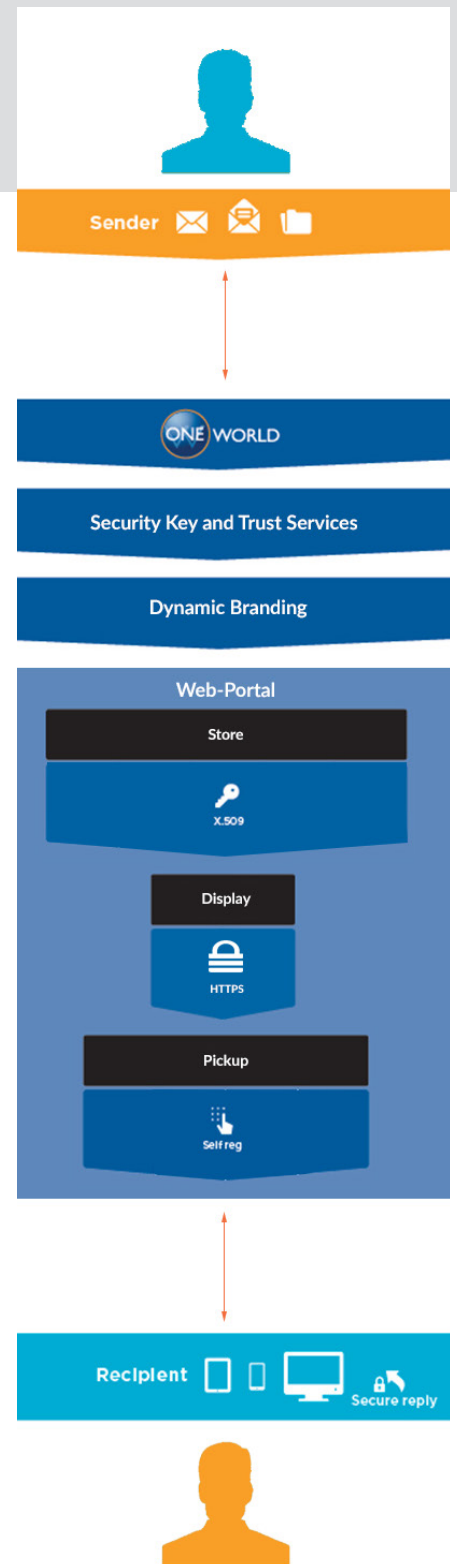 Sender
ONE WORLD
Security Key and Trust Services
Dynamic Branding
Web-Portal
Store
X.509
Display
HTTPS
Pickup
Self reg
Recipient
Secure reply